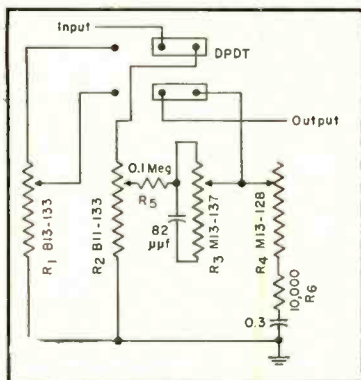 Input
DPDT
Output
R1 B13-133
R2 B11-133
0.1 Meg
R5
82
μμf
R3 M13-137
R4 M13-128
10,000
R6
0.3